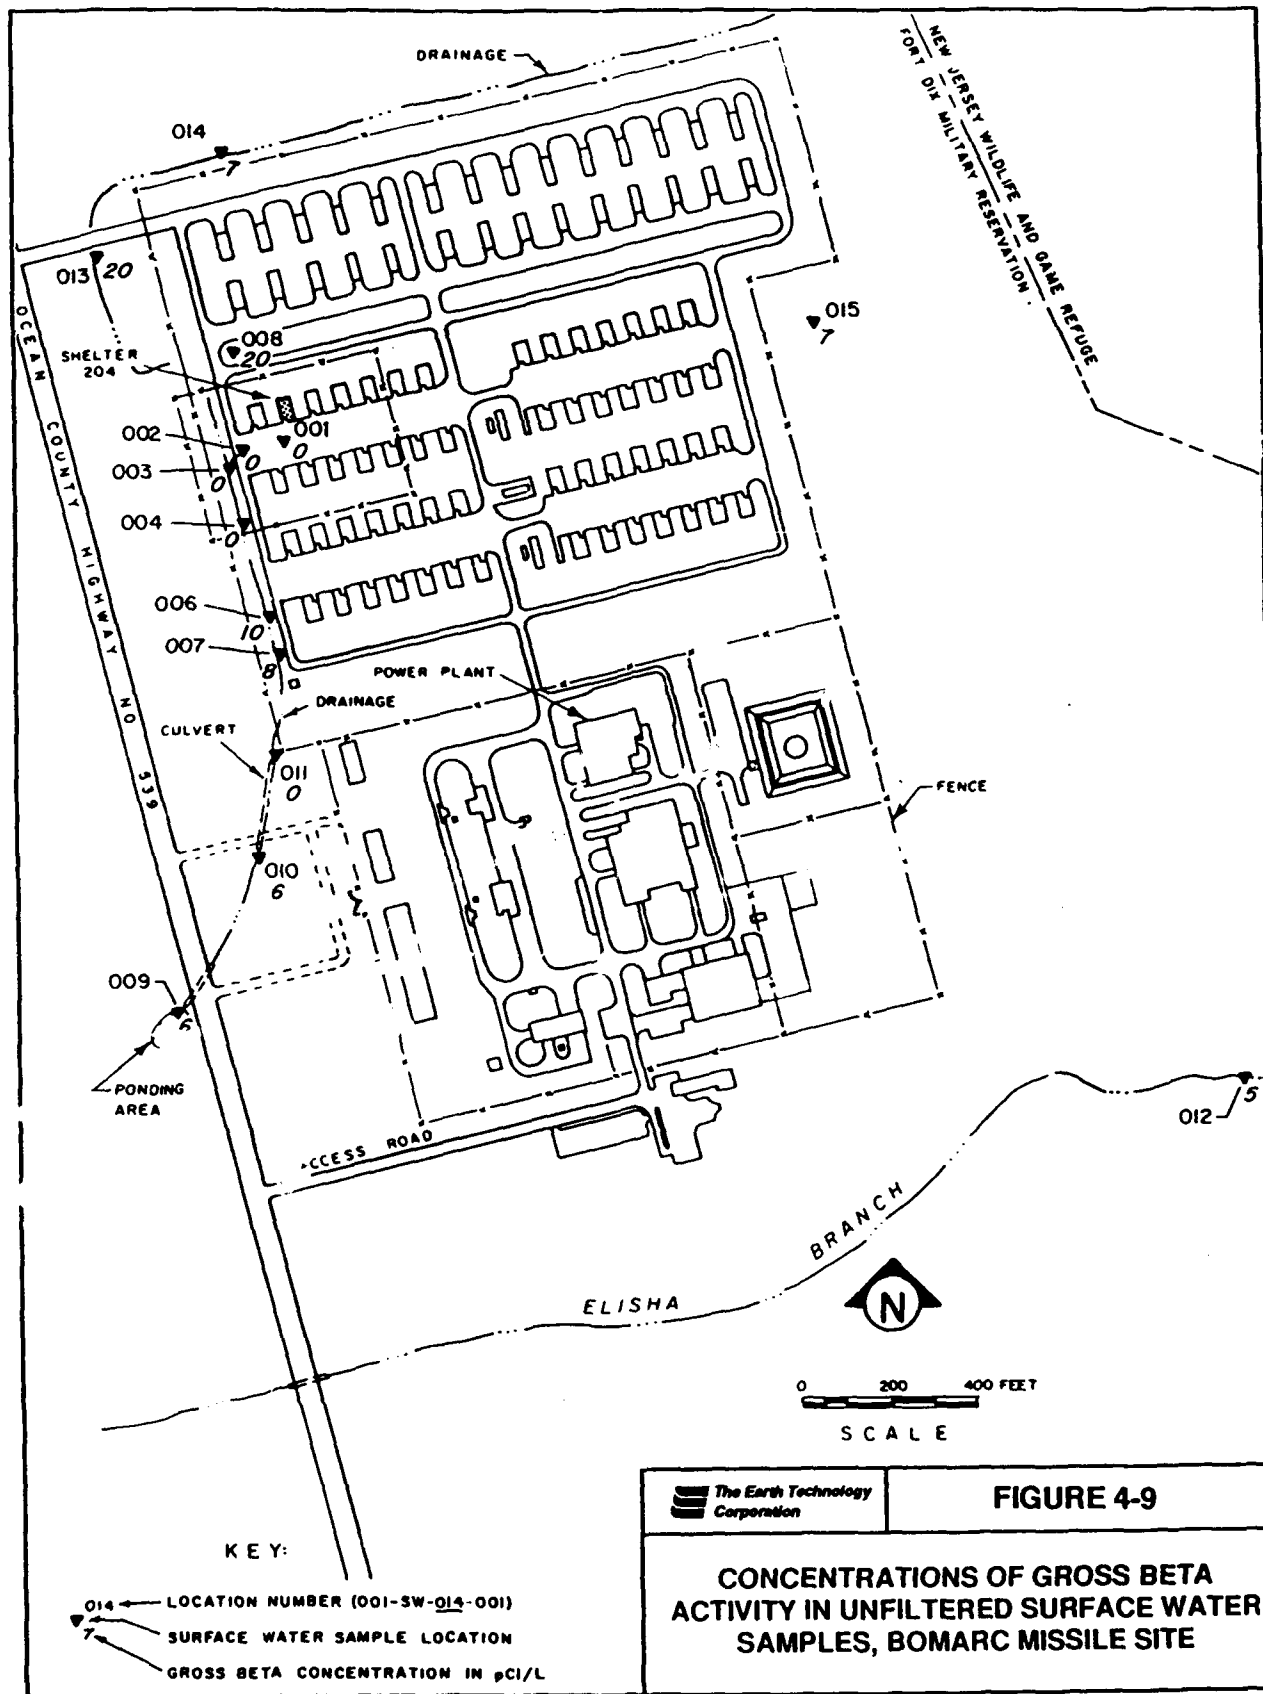 DRAINAGE
NEW JERSEY WILDLIFE AND GAME REFUGE
FORT DIX MILITARY RESERVATION
014
7
013
20
OCEAN COUNTY HIGHWAY NO 539
008
20
SHELTER
204
015
7
001
0
002
0
003
0
004
0
006
10
007
8
POWER PLANT
DRAINAGE
CULVERT
011
0
FENCE
010
6
009
6
PONDING
AREA
012
5
CCESS ROAD
ELISHA BRANCH
N
0 200 400 FEET
SCALE
The Earth Technology
Corporation
FIGURE 4-9
CONCENTRATIONS OF GROSS BETA
ACTIVITY IN UNFILTERED SURFACE WATER
SAMPLES, BOMARC MISSILE SITE
KEY:
014 LOCATION NUMBER (001-SW-014-001)
SURFACE WATER SAMPLE LOCATION
7 GROSS BETA CONCENTRATION IN pCI/L